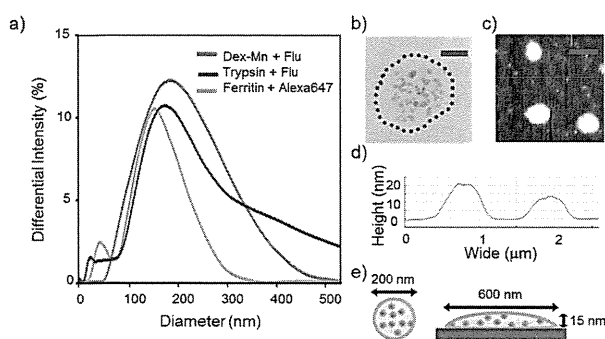 a)
15
10
5
0
Differential Intensity (%)
Dex-Mn + Flu
Trypsin + Flu
Ferritin + Alexa647
0 100 200 300 400 500
Diameter (nm)
b)
c)
d)
Height (nm)
20
10
0
0 1 2
Wide (μm)
e)
200 nm
600 nm
15 nm